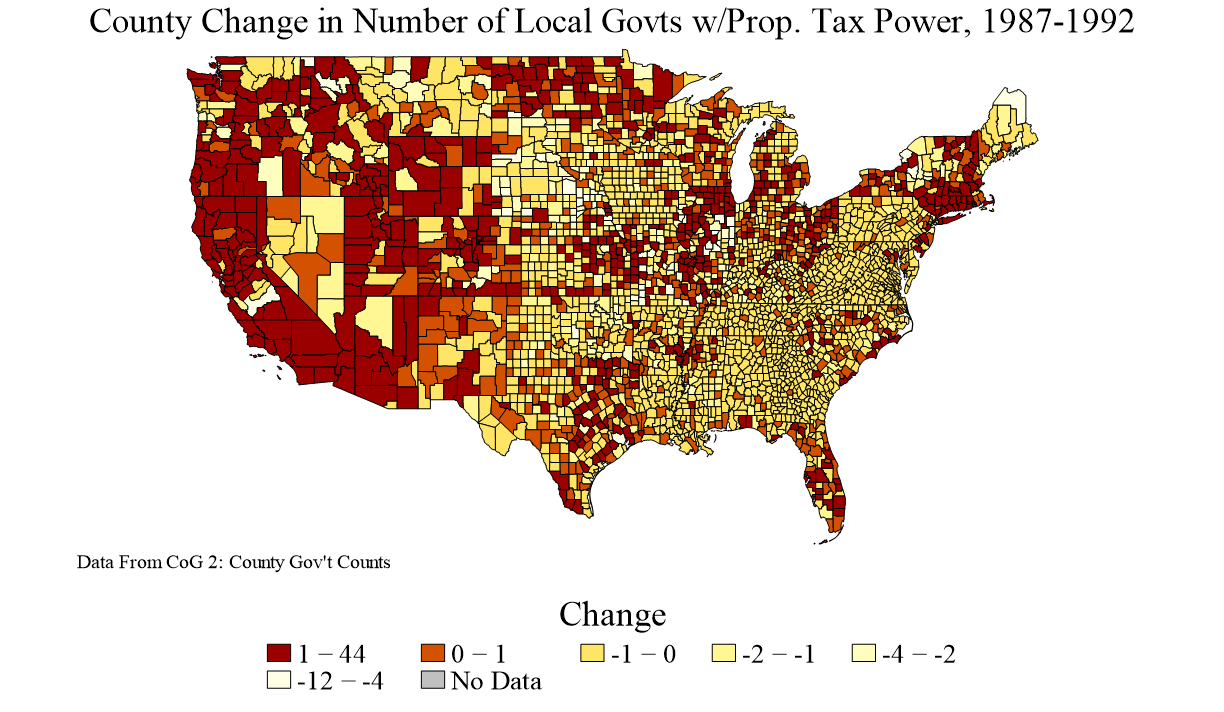 County Change in Number of Local Govts w/Prop. Tax Power, 1987-1992
Data From CoG 2: County Gov't Counts
Change
1 − 44
0 − 1
-1 − 0
-2 − -1
-4 − -2
-12 − -4
No Data